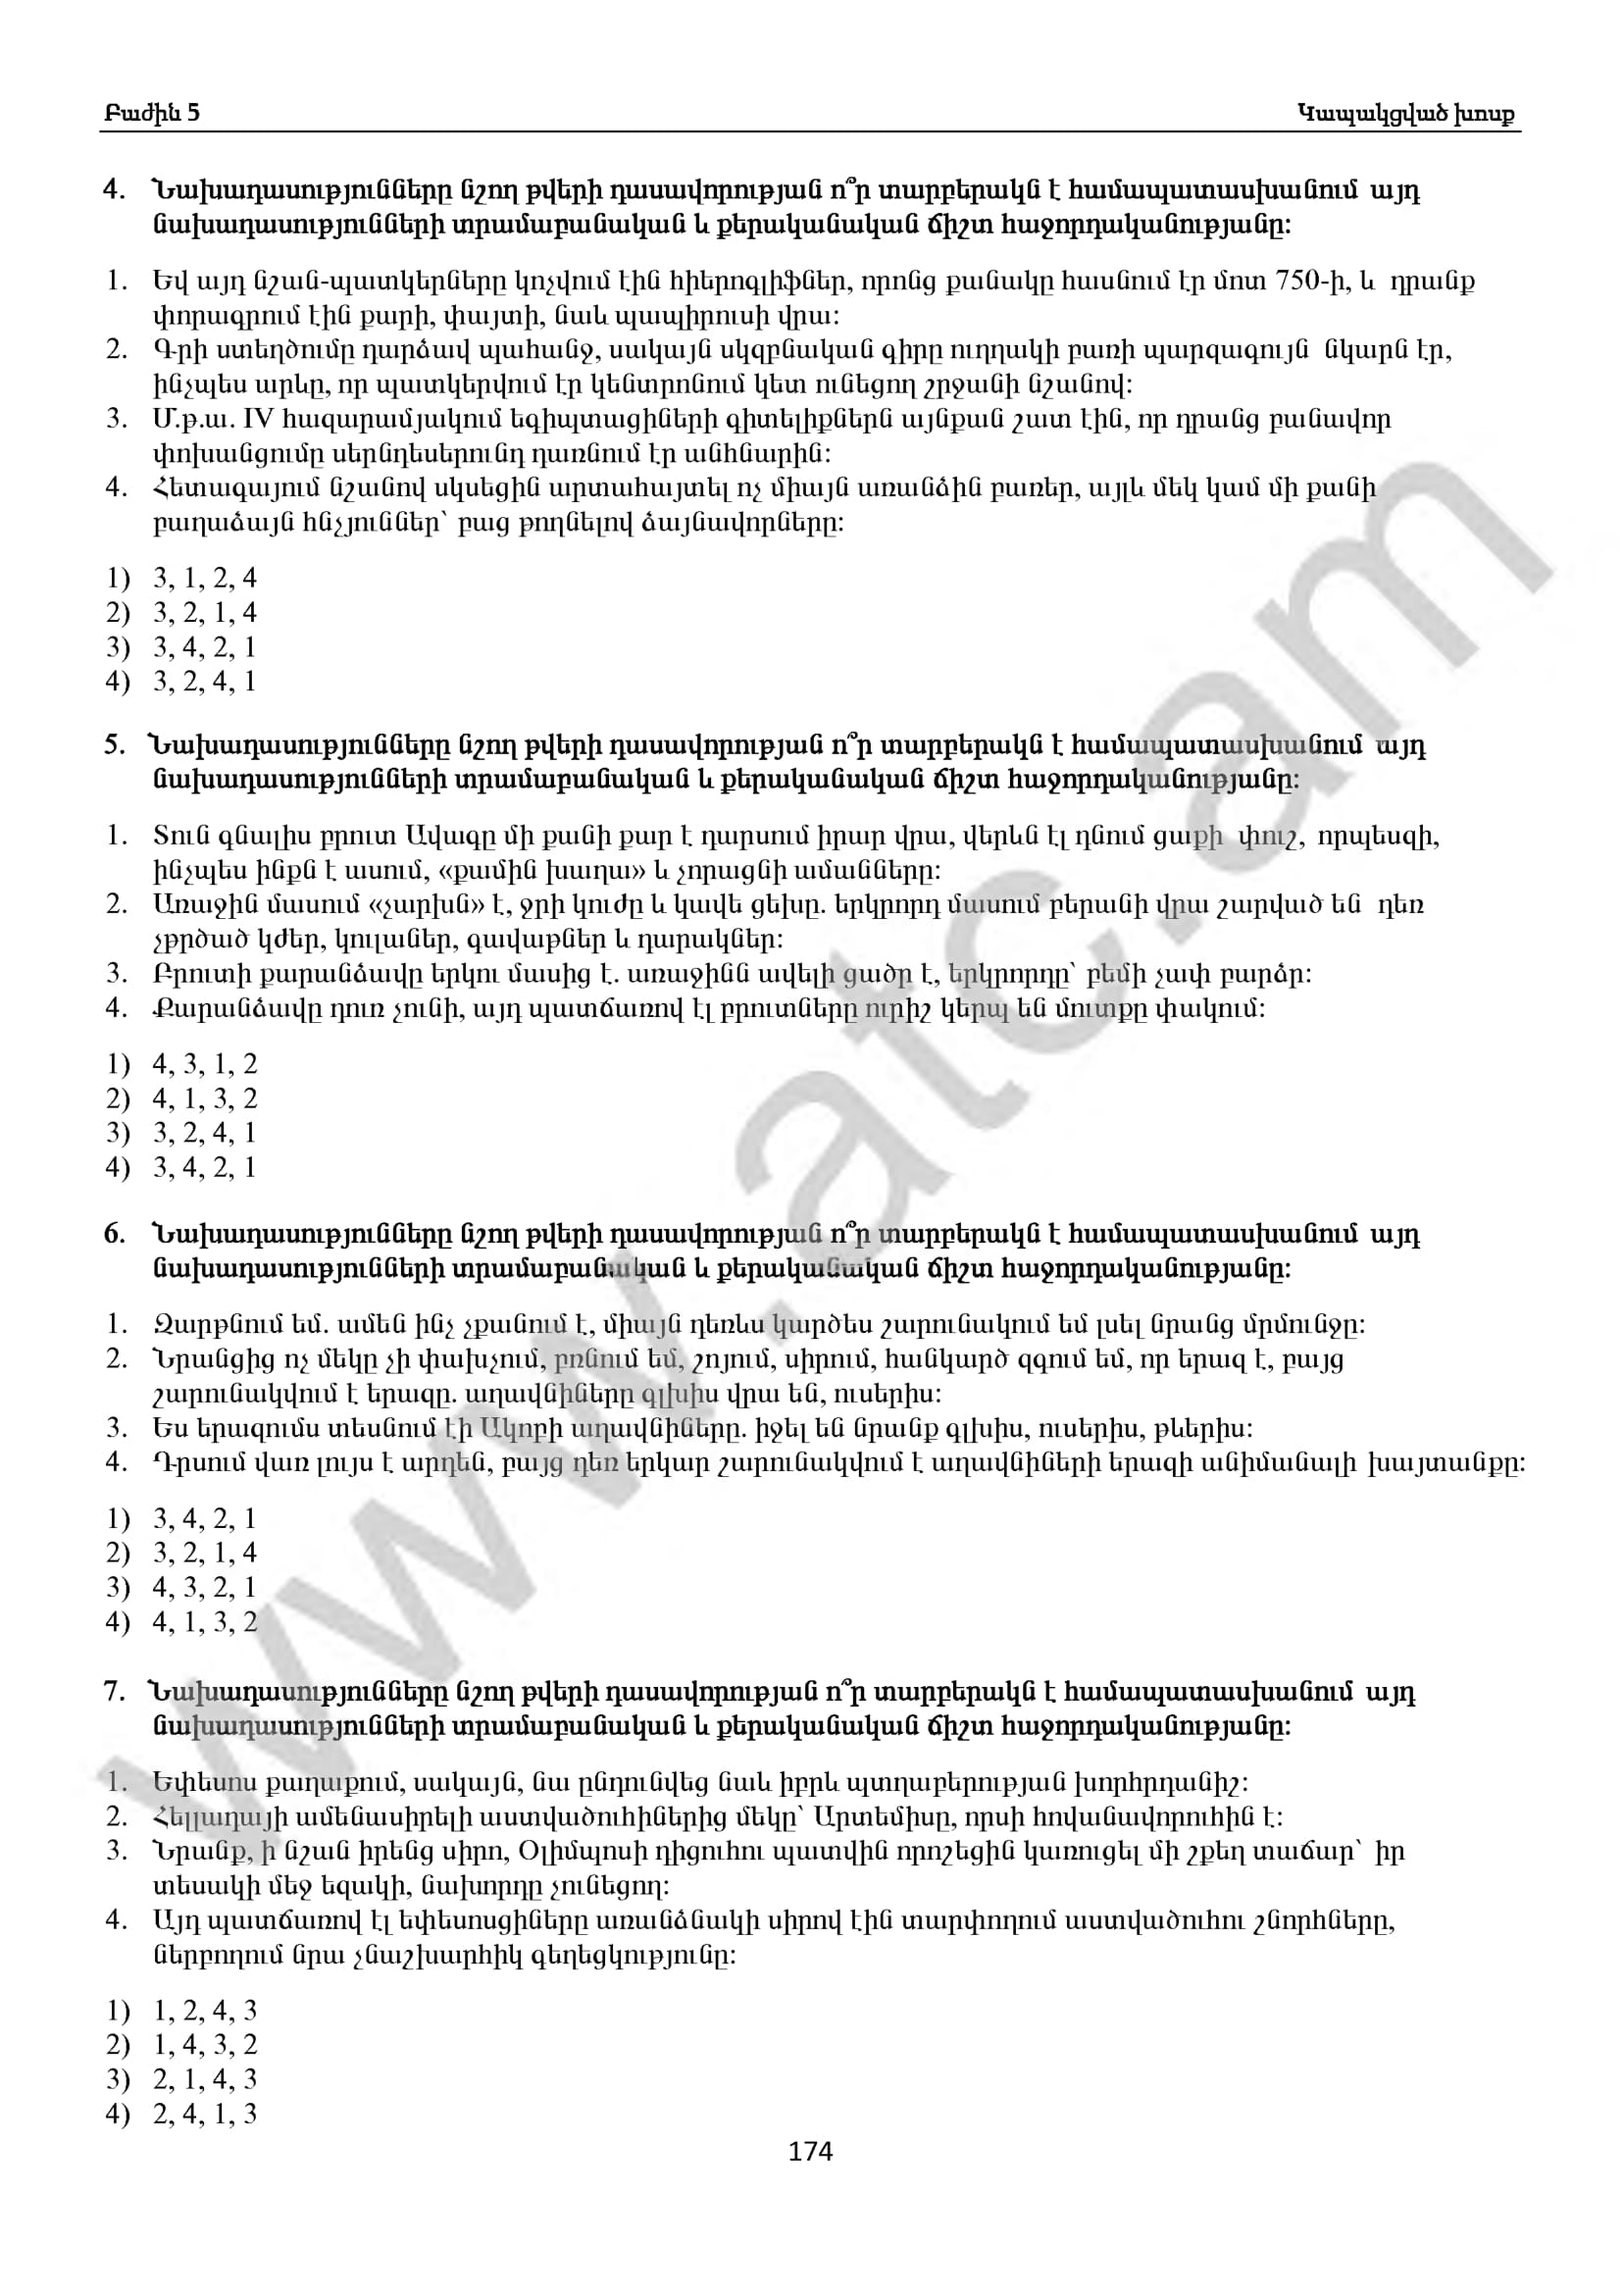 Բաժին 5 Կապակցված խոսք
4. Նախադասությունները նշող թվերի դասավորության ո՞ր տարբերակն է համապատասխանում այդ
նախադասությունների տրամաբանական և քերականական ճիշտ հաջորդականությանը:
1. Եվ այդ նշան-պատկերները կոչվում էին հիերոգլիֆներ, որոնց քանակը հասնում էր մոտ 750-ի, և դրանք
փորագրում էին քարի, փայտի, նաև պապիրուսի վրա:
2. Գրի ստեղծումը դարձավ պահանջ, սակայն սկզբնական գիրը ուղղակի բառի պարզագույն նկարն էր,
ինչպես արևը, որ պատկերվում էր կենտրոնում կետ ունեցող շրջանի նշանով:
3. Մ.թ.ա. IV հազարամյակում եգիպտացիների գիտելիքներն այնքան շատ էին, որ դրանց բանավոր
փոխանցումը սերնդեսերունդ դառնում էր անհնարին:
4. Հետագայում նշանով սկսեցին արտահայտել ոչ միայն առանձին բառեր, այլև մեկ կամ մի քանի
բաղաձայն հնչյուններ՝ բաց թողնելով ձայնավորները:
1) 3, 1, 2, 4
2) 3, 2, 1, 4
3) 3, 4, 2, 1
4) 3, 2, 4, 1
5. Նախադասությունները նշող թվերի դասավորության ո՞ր տարբերակն է համապատասխանում այդ
նախադասությունների տրամաբանական և քերականական ճիշտ հաջորդականությանը:
1. Տուն գնալիս բրուտ Ավագը մի քանի քար է դարսում իրար վրա, վերևն էլ դնում ցաքի փուշ, որպեսզի,
ինչպես ինքն է ասում, «քամին խաղա» և չորացնի ամանները:
2. Առաջին մասում «չարխն» է, ջրի կուժը և կավե ցեխը. երկրորդ մասում բերանի վրա շարված են դեռ
չթրծած կժեր, կուլաներ, գավաթներ և դարակներ:
3. Բրուտի քարանձավը երկու մասից է. առաջինն ավելի ցածր է, երկրորդը՝ բեմի չափ բարձր:
4. Քարանձավը դուռ չունի, այդ պատճառով էլ բրուտները ուրիշ կերպ են մուտքը փակում:
1) 4, 3, 1, 2
2) 4, 1, 3, 2
3) 3, 2, 4, 1
4) 3, 4, 2, 1
6. Նախադասությունները նշող թվերի դասավորության ո՞ր տարբերակն է համապատասխանում այդ
նախադասությունների տրամաբանական և քերականական ճիշտ հաջորդականությանը:
1. Զարթնում եմ. ամեն ինչ չքանում է, միայն դեռևս կարծես շարունակում եմ լսել նրանց մրմունջը:
2. Նրանցից ոչ մեկը չի փախչում, բռնում եմ, շոյում, սիրում, հանկարծ զգում եմ, որ երազ է, բայց
շարունակվում է երազը. աղավնիները գլխիս վրա են, ուսերիս:
3. Ես երազումս տեսնում էի Ակոբի աղավնիները. իջել են նրանք գլխիս, ուսերիս, թևերիս:
4. Դրսում վառ լույս է արդեն, բայց դեռ երկար շարունակվում է աղավնիների երազի անիմանալի խայտանքը:
1) 3, 4, 2, 1
2) 3, 2, 1, 4
3) 4, 3, 2, 1
4) 4, 1, 3, 2
7. Նախադասությունները նշող թվերի դասավորության ո՞ր տարբերակն է համապատասխանում այդ
նախադասությունների տրամաբանական և քերականական ճիշտ հաջորդականությանը:
1. Եփեսոս քաղաքում, սակայն, նա ընդունվեց նաև իբրև պտղաբերության խորհրդանիշ:
2. Հելլադայի ամենասիրելի աստվածուհիներից մեկը՝ Արտեմիսը, որսի հովանավորուհին է:
3. Նրանք, ի նշան իրենց սիրո, Օլիմպոսի դիցուհու պատվին որոշեցին կառուցել մի շքեղ տաճար՝ իր
տեսակի մեջ եզակի, նախորդը չունեցող:
4. Այդ պատճառով էլ եփեսոսցիները առանձնակի սիրով էին տարփողում աստվածուհու շնորհները,
ներբողում նրա չնաշխարհիկ գեղեցկությունը:
1) 1, 2, 4, 3
2) 1, 4, 3, 2
3) 2, 1, 4, 3
4) 2, 4, 1, 3
174
www.atc.am